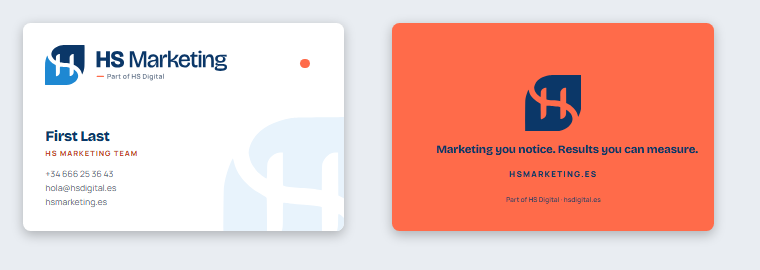 HS Marketing
Part of HS Digital
First Last
HS MARKETING TEAM
+34 666 25 36 43
hola@hsdigital.es
hsmarketing.es
Marketing you notice. Results you can measure.
HSMARKETING.ES
Part of HS Digital · hsdigital.es